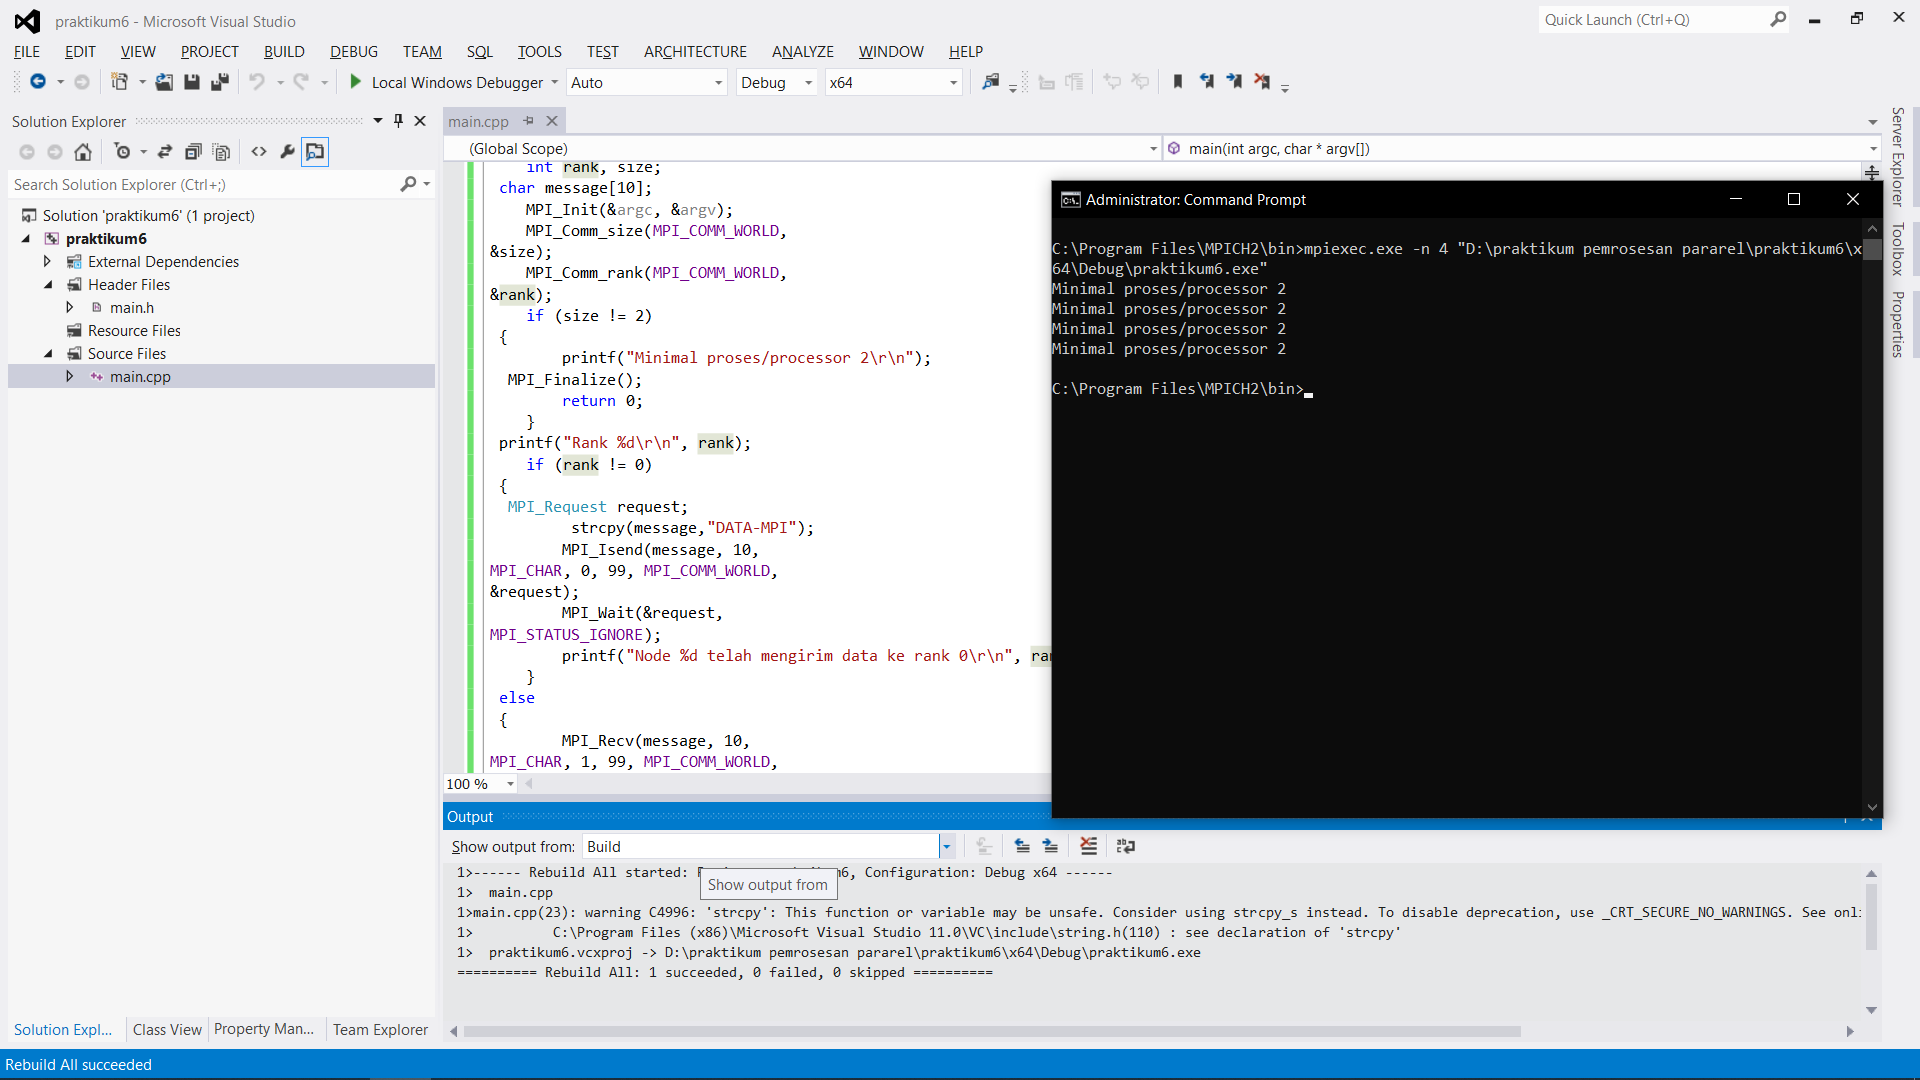 praktikum6 - Microsoft Visual Studio
Quick Launch (Ctrl+Q)
FILE EDIT VIEW PROJECT BUILD DEBUG TEAM SQL TOOLS TEST ARCHITECTURE ANALYZE WINDOW HELP
Local Windows Debugger Auto Debug x64
Solution Explorer
Search Solution Explorer (Ctrl+;)
Solution 'praktikum6' (1 project)
praktikum6
External Dependencies
Header Files
main.h
Resource Files
Source Files
main.cpp
Solution Expl... Class View Property Man... Team Explorer
main.cpp
(Global Scope) main(int argc, char * argv[])
int rank, size;
char message[10];
MPI_Init(&argc, &argv);
MPI_Comm_size(MPI_COMM_WORLD,
&size);
MPI_Comm_rank(MPI_COMM_WORLD,
&rank);
if (size != 2)
{
printf("Minimal proses/processor 2\r\n");
MPI_Finalize();
return 0;
}
printf("Rank %d\r\n", rank);
if (rank != 0)
{
MPI_Request request;
strcpy(message,"DATA-MPI");
MPI_Isend(message, 10,
MPI_CHAR, 0, 99, MPI_COMM_WORLD,
&request);
MPI_Wait(&request,
MPI_STATUS_IGNORE);
printf("Node %d telah mengirim data ke rank 0\r\n", ran
}
else
{
MPI_Recv(message, 10,
MPI_CHAR, 1, 99, MPI_COMM_WORLD,
100 %
Administrator: Command Prompt
C:\Program Files\MPICH2\bin>mpiexec.exe -n 4 "D:\praktikum pemrosesan pararel\praktikum6\x
64\Debug\praktikum6.exe"
Minimal proses/processor 2
Minimal proses/processor 2
Minimal proses/processor 2
Minimal proses/processor 2
C:\Program Files\MPICH2\bin>
Server Explorer
Toolbox
Properties
Output
Show output from: Build
Show output from
1>------ Rebuild All started: 6, Configuration: Debug x64 ------
1> main.cpp
1>main.cpp(23): warning C4996: 'strcpy': This function or variable may be unsafe. Consider using strcpy_s instead. To disable deprecation, use _CRT_SECURE_NO_WARNINGS. See onl
1> C:\Program Files (x86)\Microsoft Visual Studio 11.0\VC\include\string.h(110) : see declaration of 'strcpy'
1> praktikum6.vcxproj -> D:\praktikum pemrosesan pararel\praktikum6\x64\Debug\praktikum6.exe
========== Rebuild All: 1 succeeded, 0 failed, 0 skipped ==========
Rebuild All succeeded